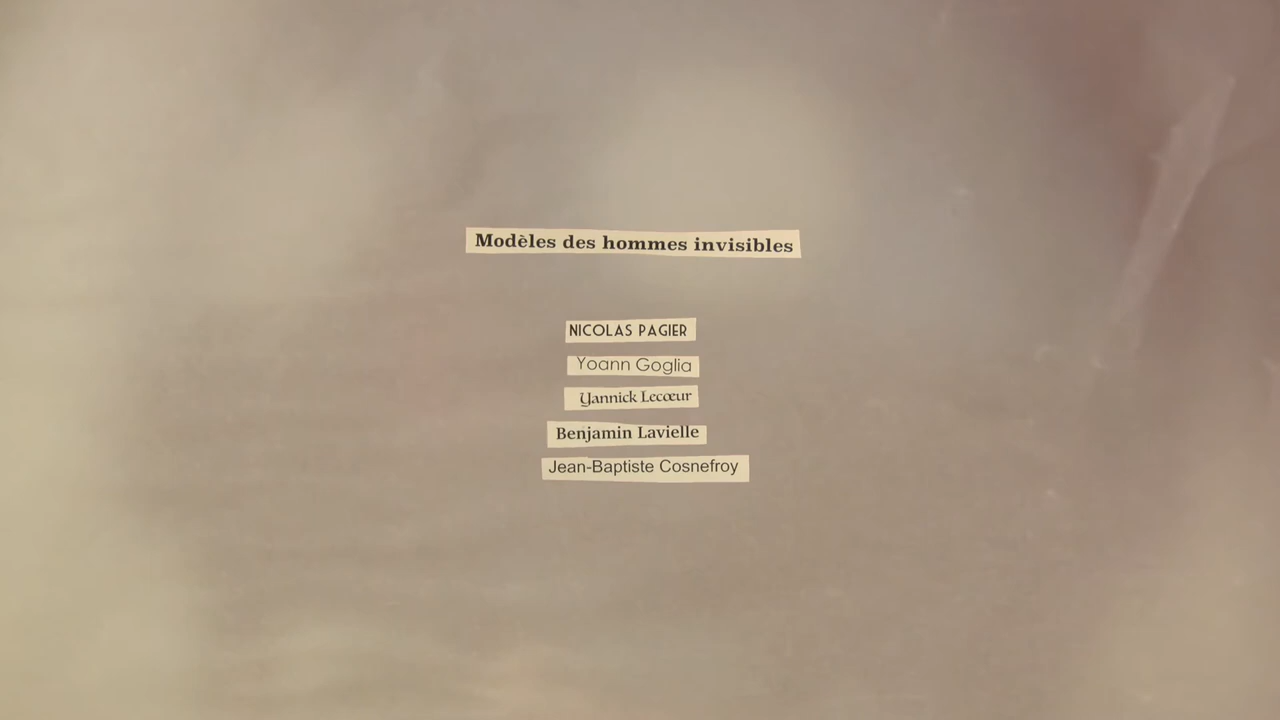 Modèles des hommes invisibles
NICOLAS PAGIER
Yoann Goglia
Yannick Lecœur
Benjamin Lavielle
Jean-Baptiste Cosnefroy